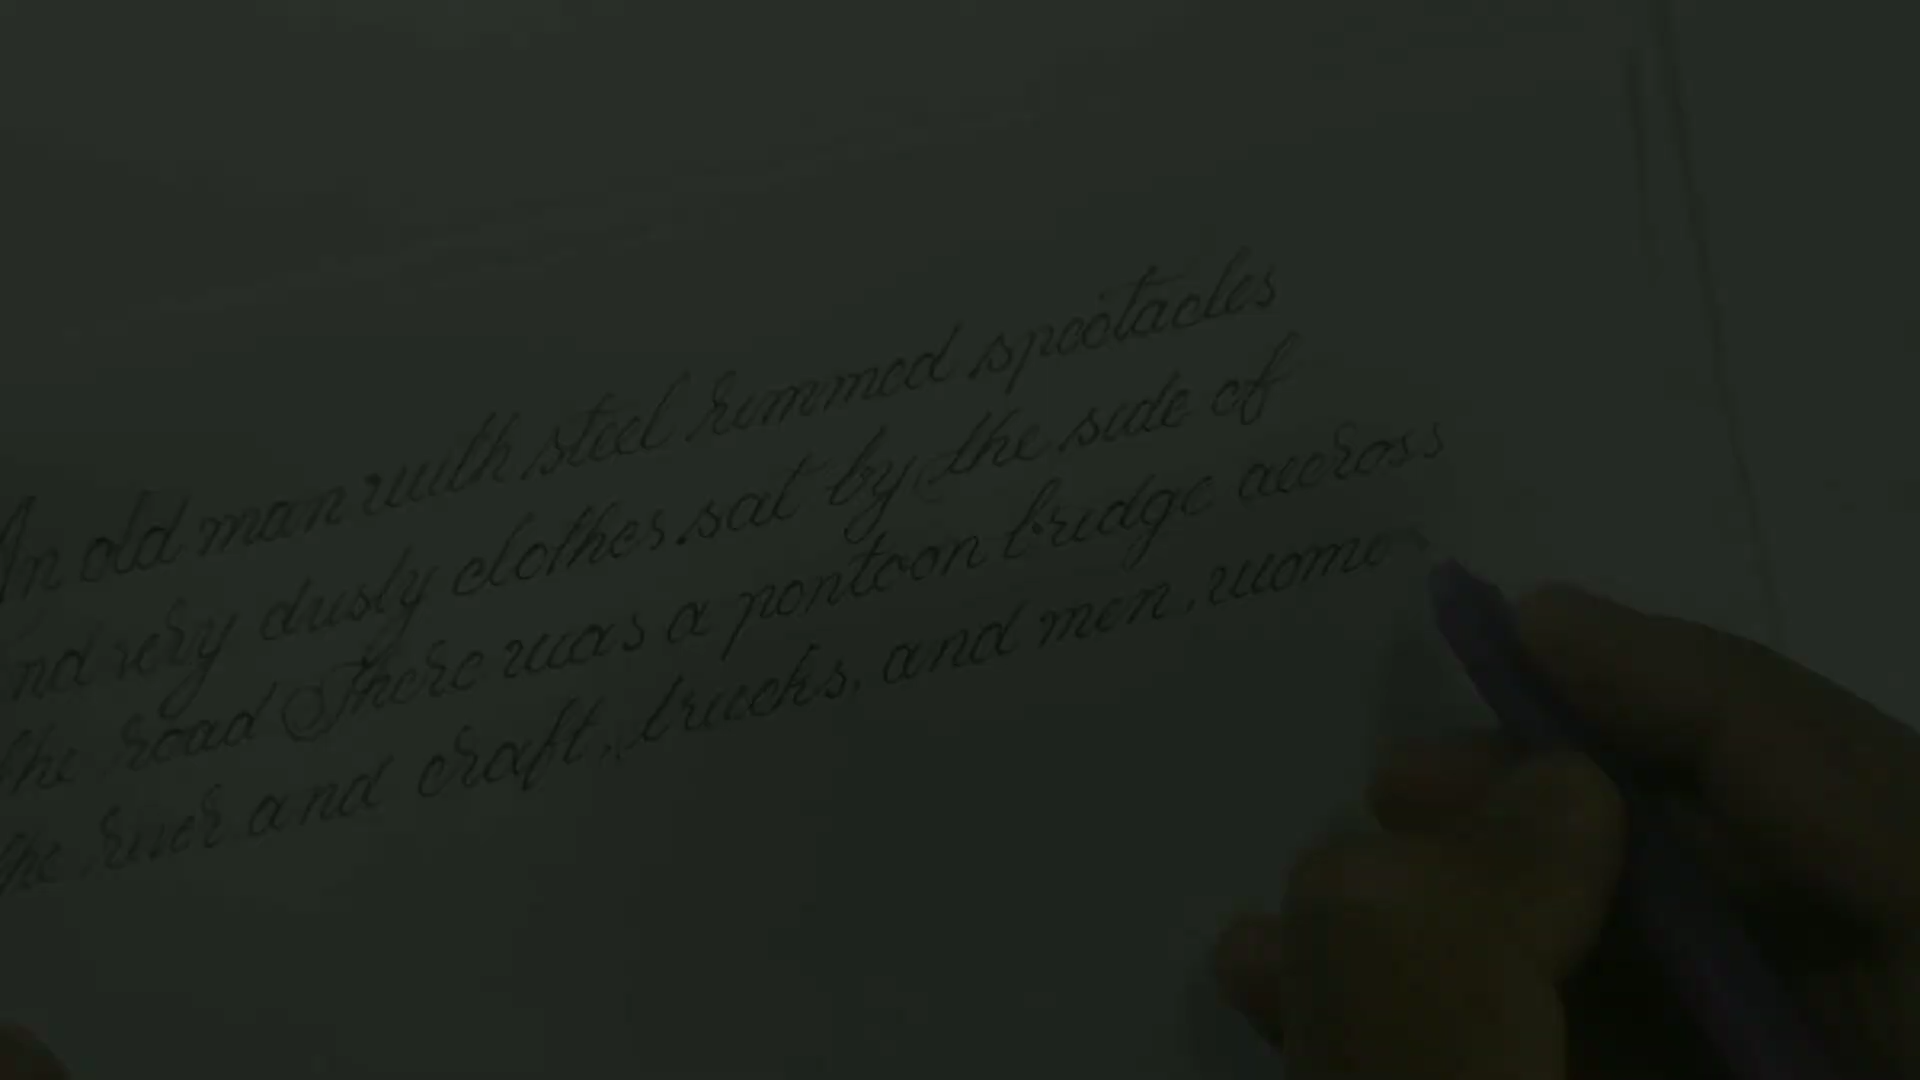 An old man with steel rimmed spectacles
and very dusty clothes sat by the side of
the road There was a pontoon bridge across
the river and craft, trucks, and men, wome